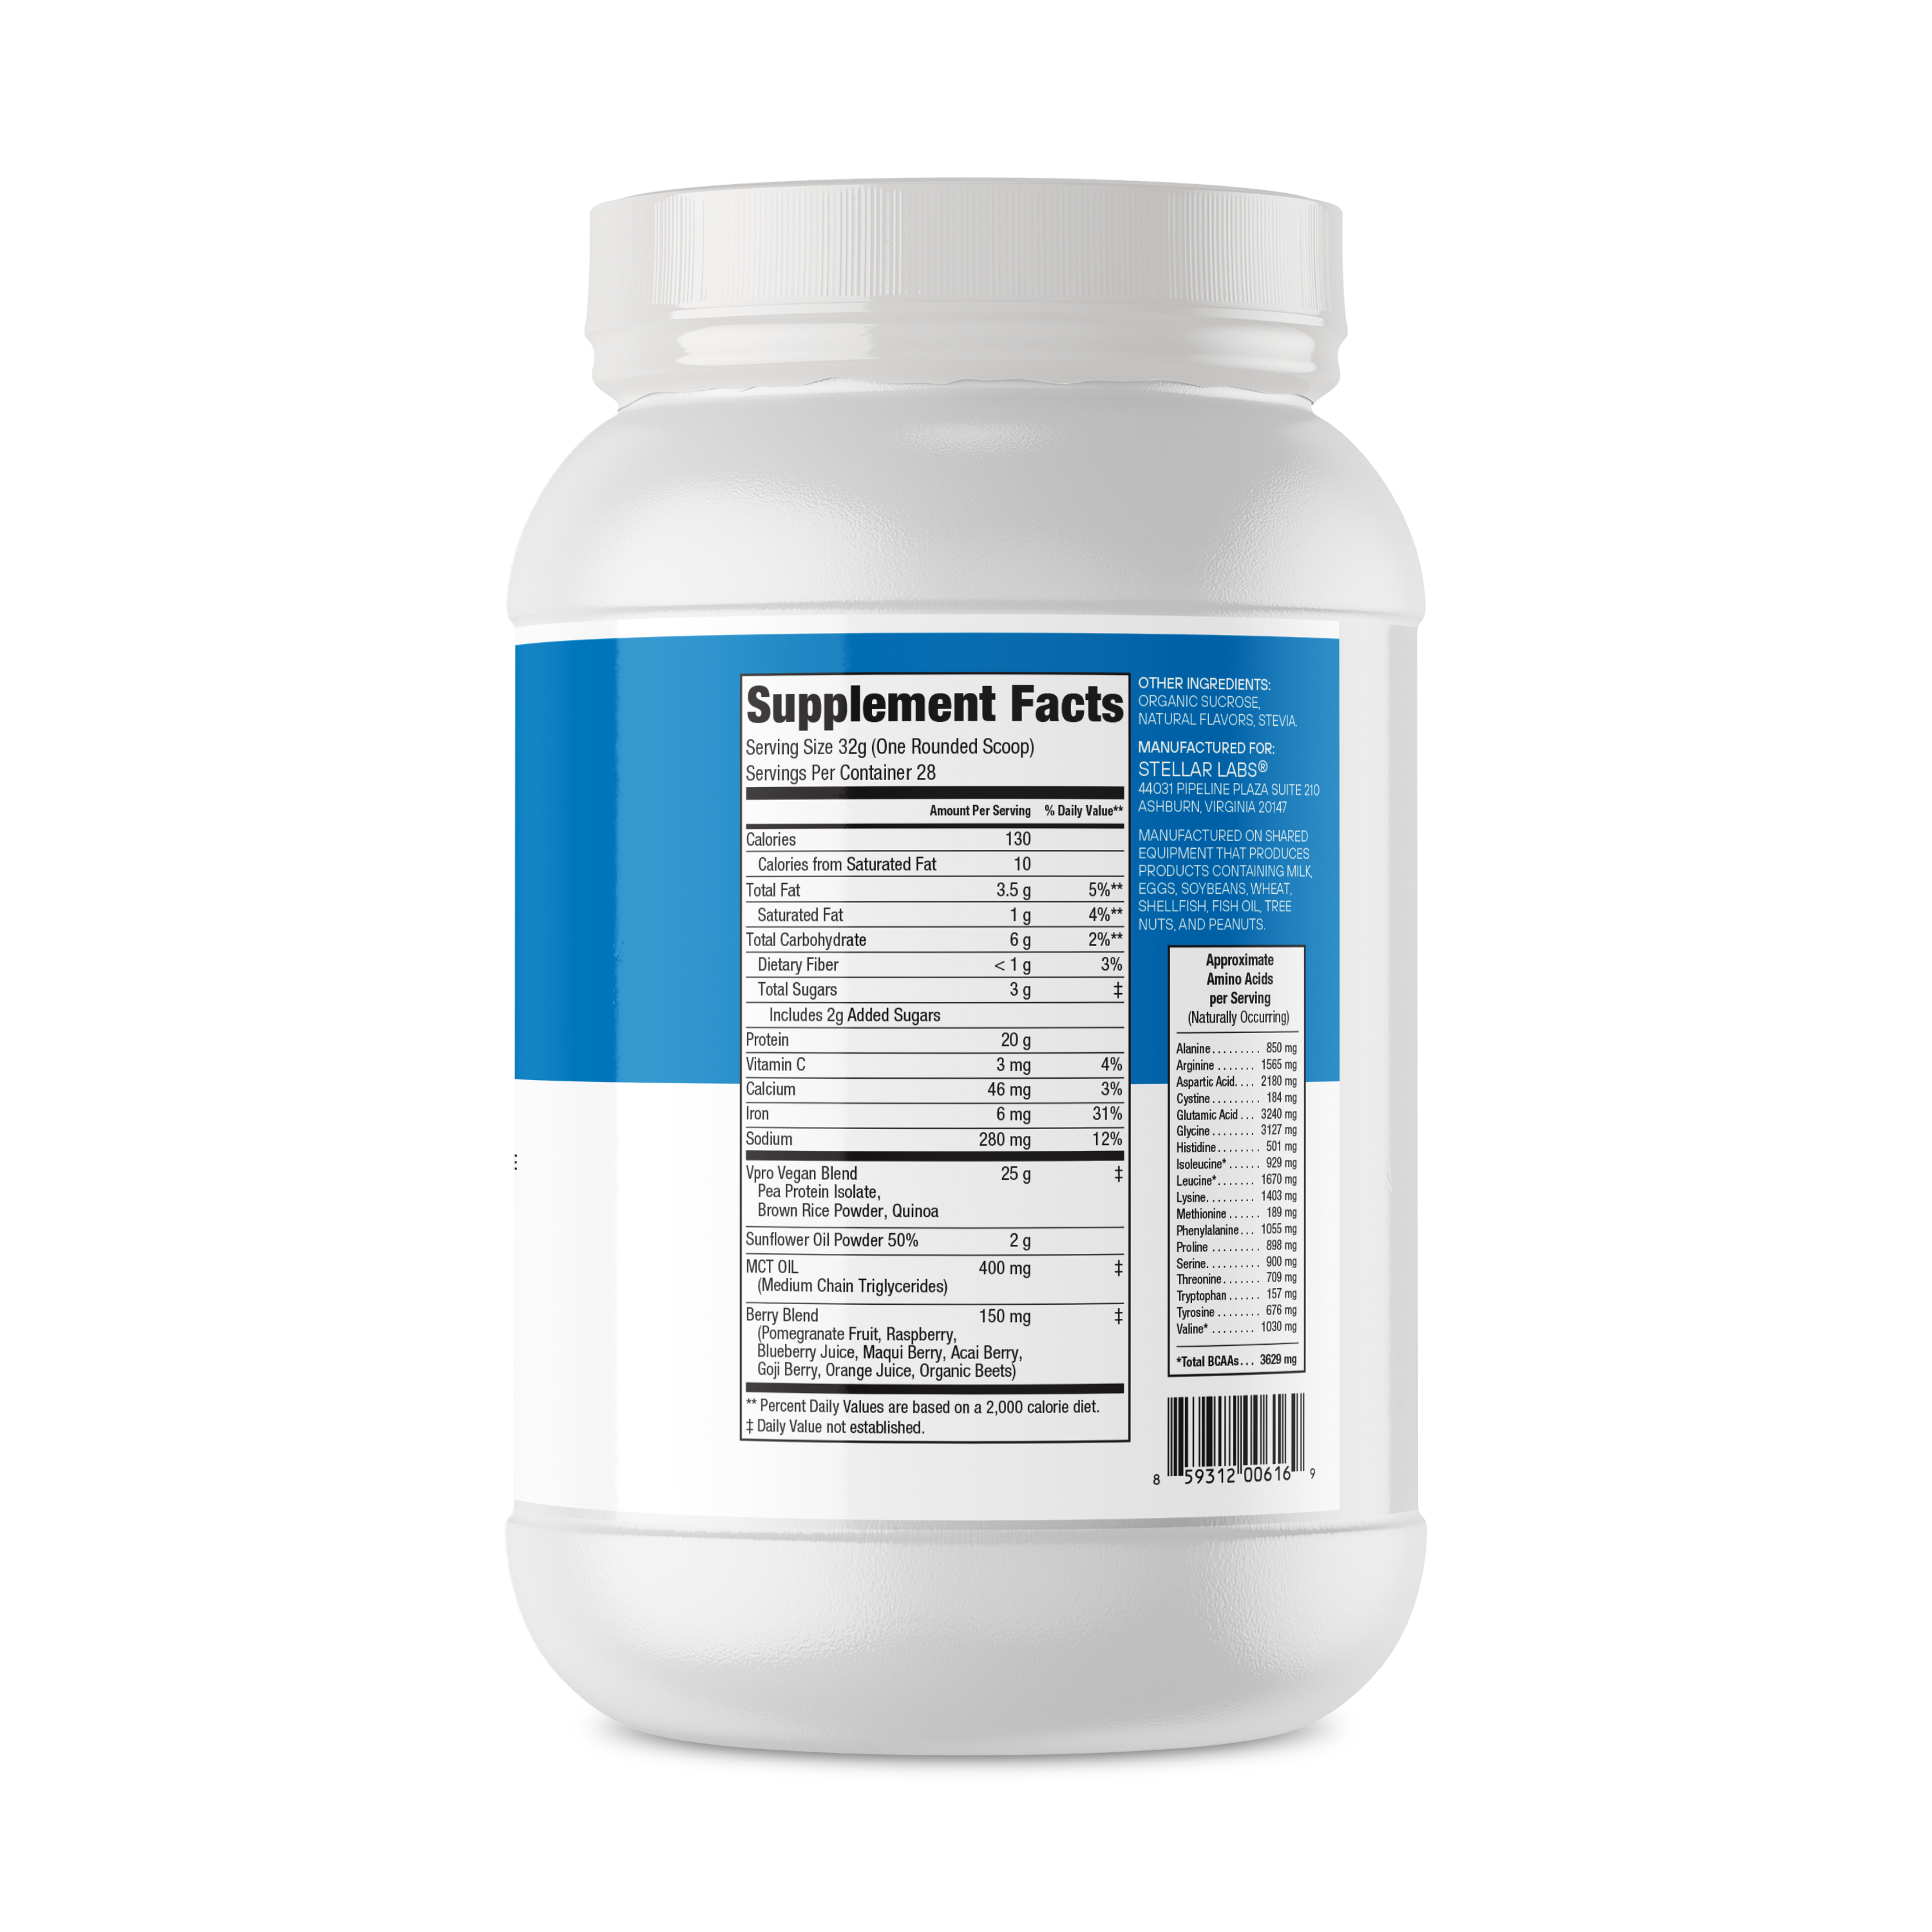 Supplement Facts
Serving Size 32g (One Rounded Scoop)
Servings Per Container 28
Amount Per Serving % Daily Value**
Calories 130
Calories from Saturated Fat 10
Total Fat 3.5 g 5%**
Saturated Fat 1 g 4%**
Total Carbohydrate 6 g 2%**
Dietary Fiber < 1 g 3%
Total Sugars 3 g ‡
Includes 2g Added Sugars
Protein 20 g
Vitamin C 3 mg 4%
Calcium 46 mg 3%
Iron 6 mg 31%
Sodium 280 mg 12%
Vpro Vegan Blend 25 g ‡
Pea Protein Isolate,
Brown Rice Powder, Quinoa
Sunflower Oil Powder 50% 2 g
MCT OIL 400 mg ‡
(Medium Chain Triglycerides)
Berry Blend 150 mg ‡
(Pomegranate Fruit, Raspberry,
Blueberry Juice, Maqui Berry, Acai Berry,
Goji Berry, Orange Juice, Organic Beets)
** Percent Daily Values are based on a 2,000 calorie diet.
‡ Daily Value not established.
OTHER INGREDIENTS:
ORGANIC SUCROSE,
NATURAL FLAVORS, STEVIA.
MANUFACTURED FOR:
STELLAR LABS®
44031 PIPELINE PLAZA SUITE 210
ASHBURN, VIRGINIA 20147
MANUFACTURED ON SHARED
EQUIPMENT THAT PRODUCES
PRODUCTS CONTAINING MILK,
EGGS, SOYBEANS, WHEAT,
SHELLFISH, FISH OIL, TREE
NUTS, AND PEANUTS.
Approximate
Amino Acids
per Serving
(Naturally Occurring)
Alanine......... 850 mg
Arginine ....... 1565 mg
Aspartic Acid.... 2180 mg
Cystine......... 184 mg
Glutamic Acid... 3240 mg
Glycine........ 3127 mg
Histidine........ 501 mg
Isoleucine*...... 929 mg
Leucine*....... 1670 mg
Lysine......... 1403 mg
Methionine...... 189 mg
Phenylalanine... 1055 mg
Proline ......... 898 mg
Serine.......... 900 mg
Threonine....... 709 mg
Tryptophan...... 157 mg
Tyrosine ........ 676 mg
Valine* ........ 1030 mg
*Total BCAAs... 3629 mg
8 59312 00616 9